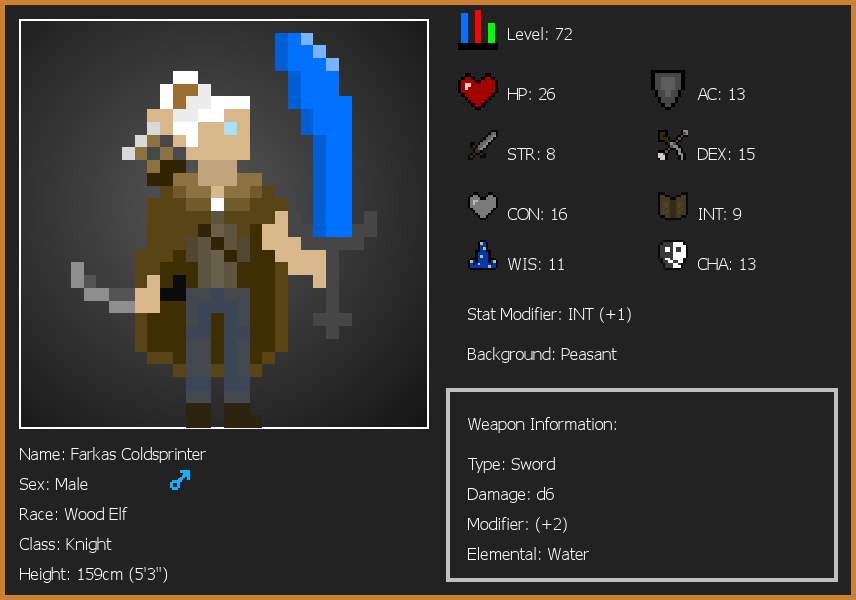 Level: 72
HP: 26
AC: 13
STR: 8
DEX: 15
CON: 16
INT: 9
WIS: 11
CHA: 13
Stat Modifier: INT (+1)
Background: Peasant
Weapon Information:
Type: Sword
Damage: d6
Modifier: (+2)
Elemental: Water
Name: Farkas Coldsprinter
Sex: Male
Race: Wood Elf
Class: Knight
Height: 159cm (5'3")